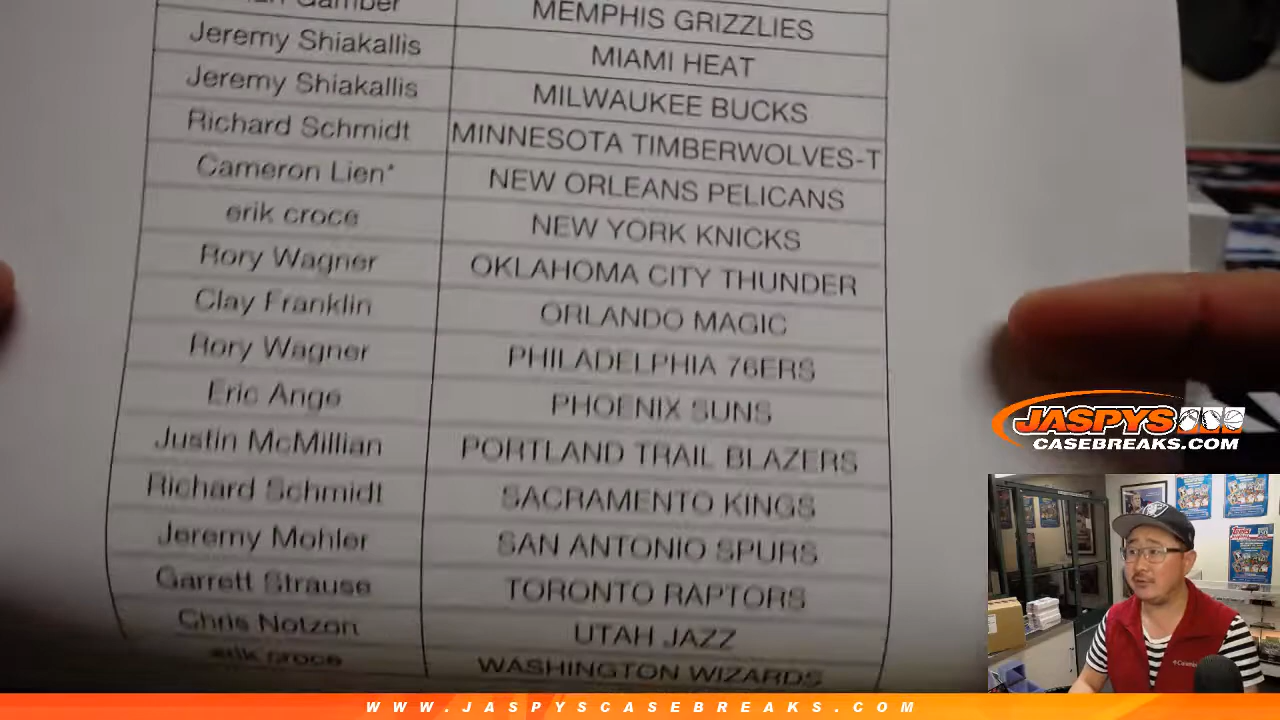 Gamber MEMPHIS GRIZZLIES
Jeremy Shiakallis MIAMI HEAT
Jeremy Shiakallis MILWAUKEE BUCKS
Richard Schmidt MINNESOTA TIMBERWOLVES-T
Cameron Lien* NEW ORLEANS PELICANS
erik croce NEW YORK KNICKS
Rory Wagner OKLAHOMA CITY THUNDER
Clay Franklin ORLANDO MAGIC
Rory Wagner PHILADELPHIA 76ERS
Eric Ange PHOENIX SUNS
Justin McMillian PORTLAND TRAIL BLAZERS
Richard Schmidt SACRAMENTO KINGS
Jeremy Mohler SAN ANTONIO SPURS
Garrett Strause TORONTO RAPTORS
Chris Notzon UTAH JAZZ
erik croce WASHINGTON WIZARDS
JASPYS
CASEBREAKS.COM
Columbia
WWW.JASPYSCASEBREAKS.COM